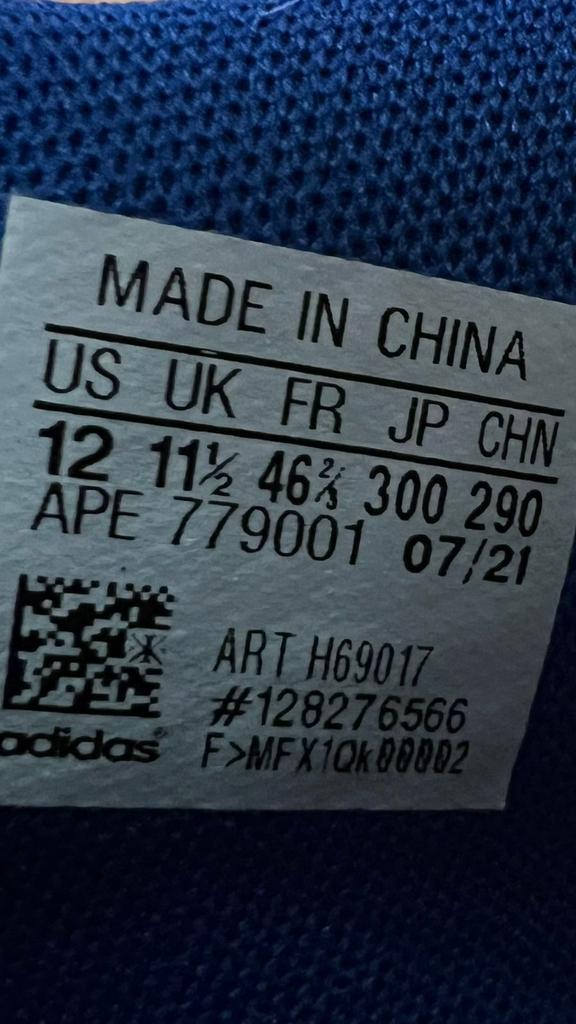 MADE IN CHINA
US UK FR JP CHN
12 11½ 46⅔ 300 290
APE 779001 07/21
ART H69017
#128276566
F>MFX1Qk00002
adidas®